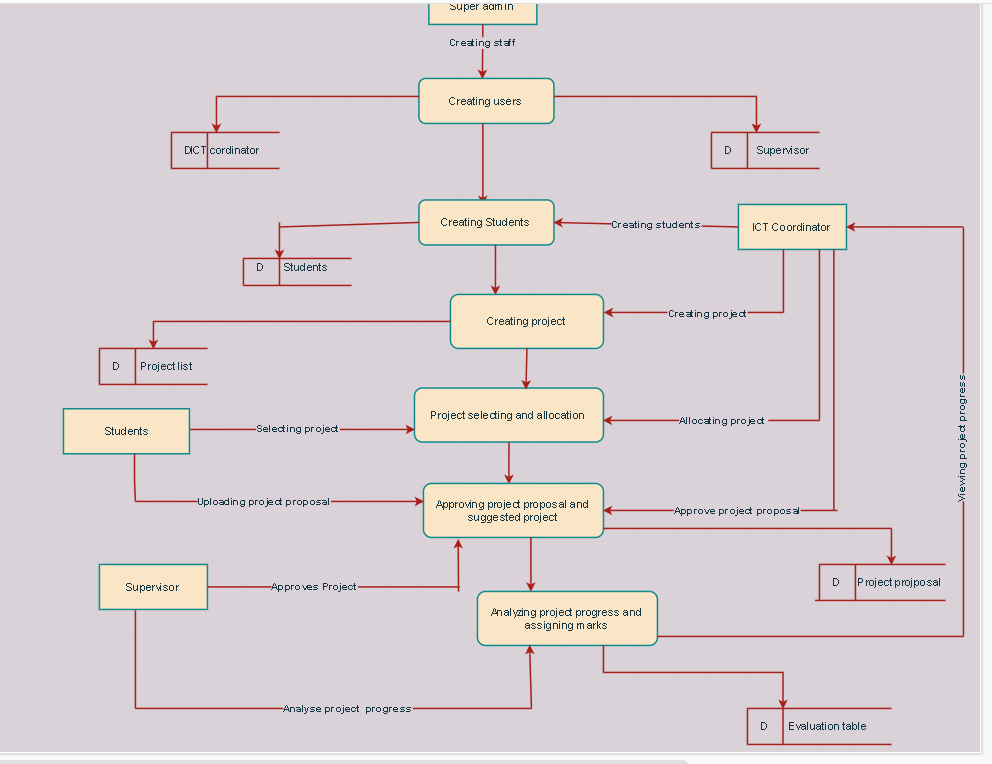 Super admin
Creating staff
Creating users
DICT cordinator
D Supervisor
Creating Students
Creating students
ICT Coordinator
D Students
Creating project
Creating project
D Project list
Project selecting and allocation
Allocating project
Students
Selecting project
Viewing project progress
Uploading project proposal
Approving project proposal and
suggested project
Approve project proposal
D Project projposal
Supervisor
Approves Project
Analyzing project progress and
assigning marks
Analyse project progress
D Evaluation table